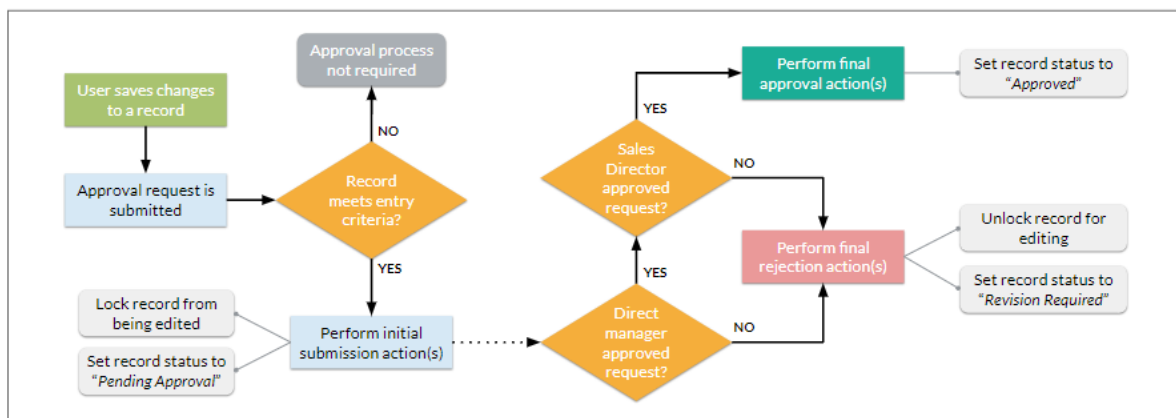 User saves changes
to a record
Approval request is
submitted
Approval process
not required
NO
Record
meets entry
criteria?
YES
Lock record from
being edited
Set record status to
“Pending Approval”
Perform initial
submission action(s)
Direct
manager
approved
request?
NO
YES
Sales
Director
approved
request?
NO
YES
Perform final
approval action(s)
Set record status to
“Approved”
Perform final
rejection action(s)
Unlock record for
editing
Set record status to
“Revision Required”